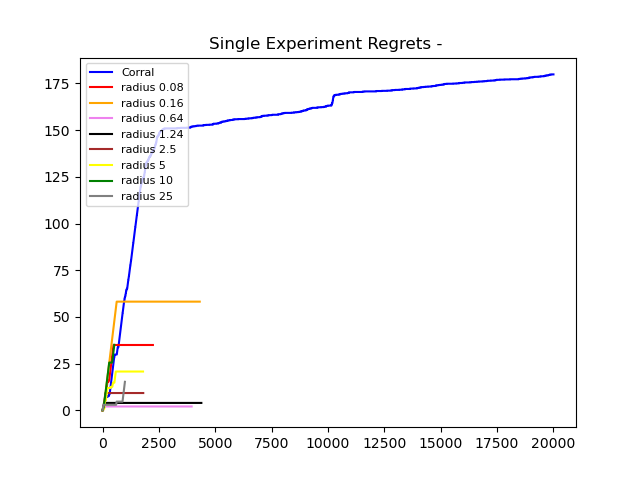 Single Experiment Regrets -
175
150
125
100
75
50
25
0
Corral
radius 0.08
radius 0.16
radius 0.64
radius 1.24
radius 2.5
radius 5
radius 10
radius 25
0 2500 5000 7500 10000 12500 15000 17500 20000